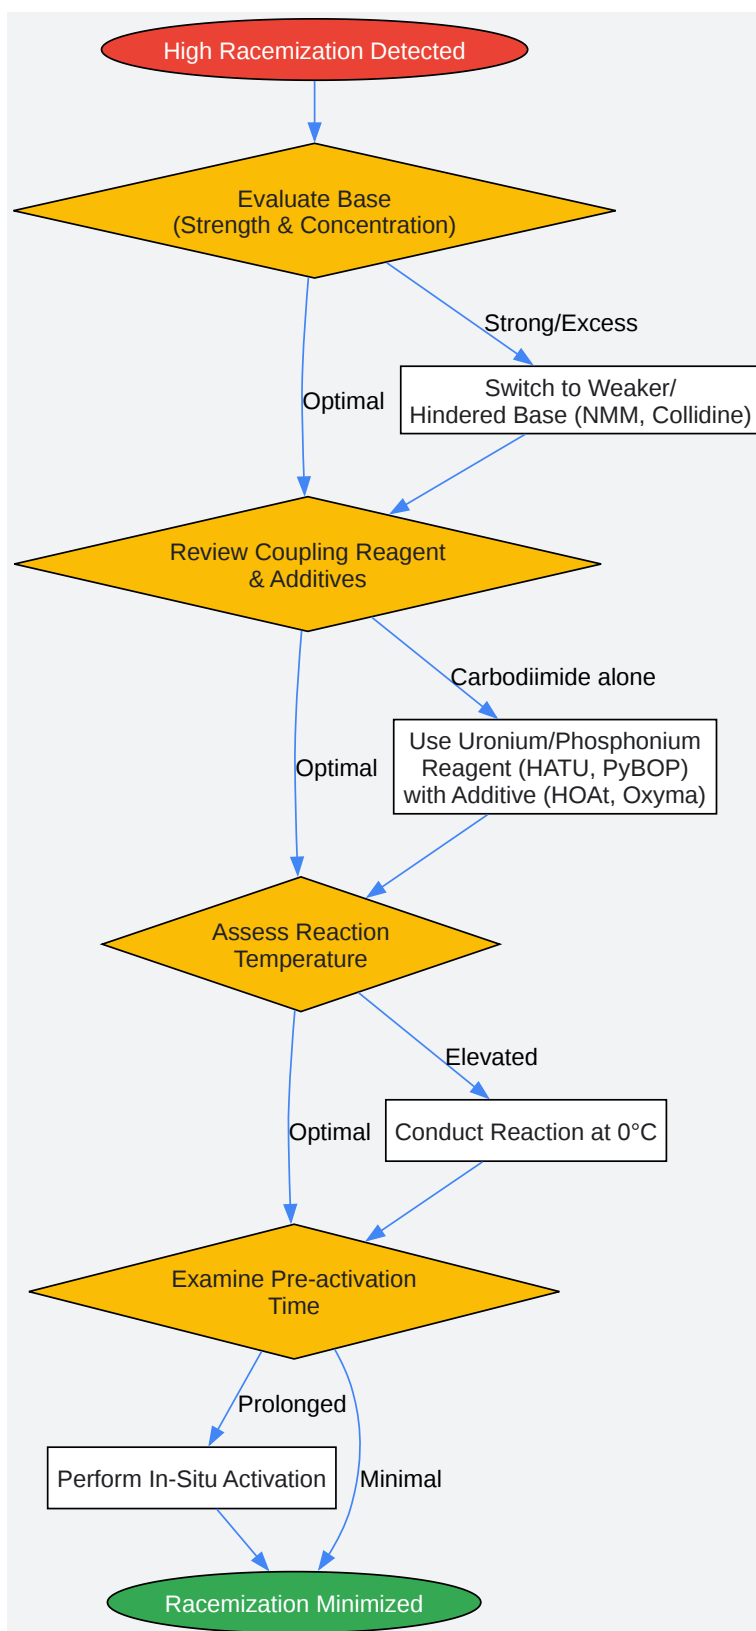 High Racemization Detected
Evaluate Base
(Strength & Concentration)
Strong/Excess
Switch to Weaker/
Hindered Base (NMM, Collidine)
Optimal
Review Coupling Reagent
& Additives
Carbodiimide alone
Use Uronium/Phosphonium
Reagent (HATU, PyBOP)
with Additive (HOAt, Oxyma)
Optimal
Assess Reaction
Temperature
Elevated
Conduct Reaction at 0°C
Optimal
Examine Pre-activation
Time
Prolonged
Perform In-Situ Activation
Minimal
Racemization Minimized